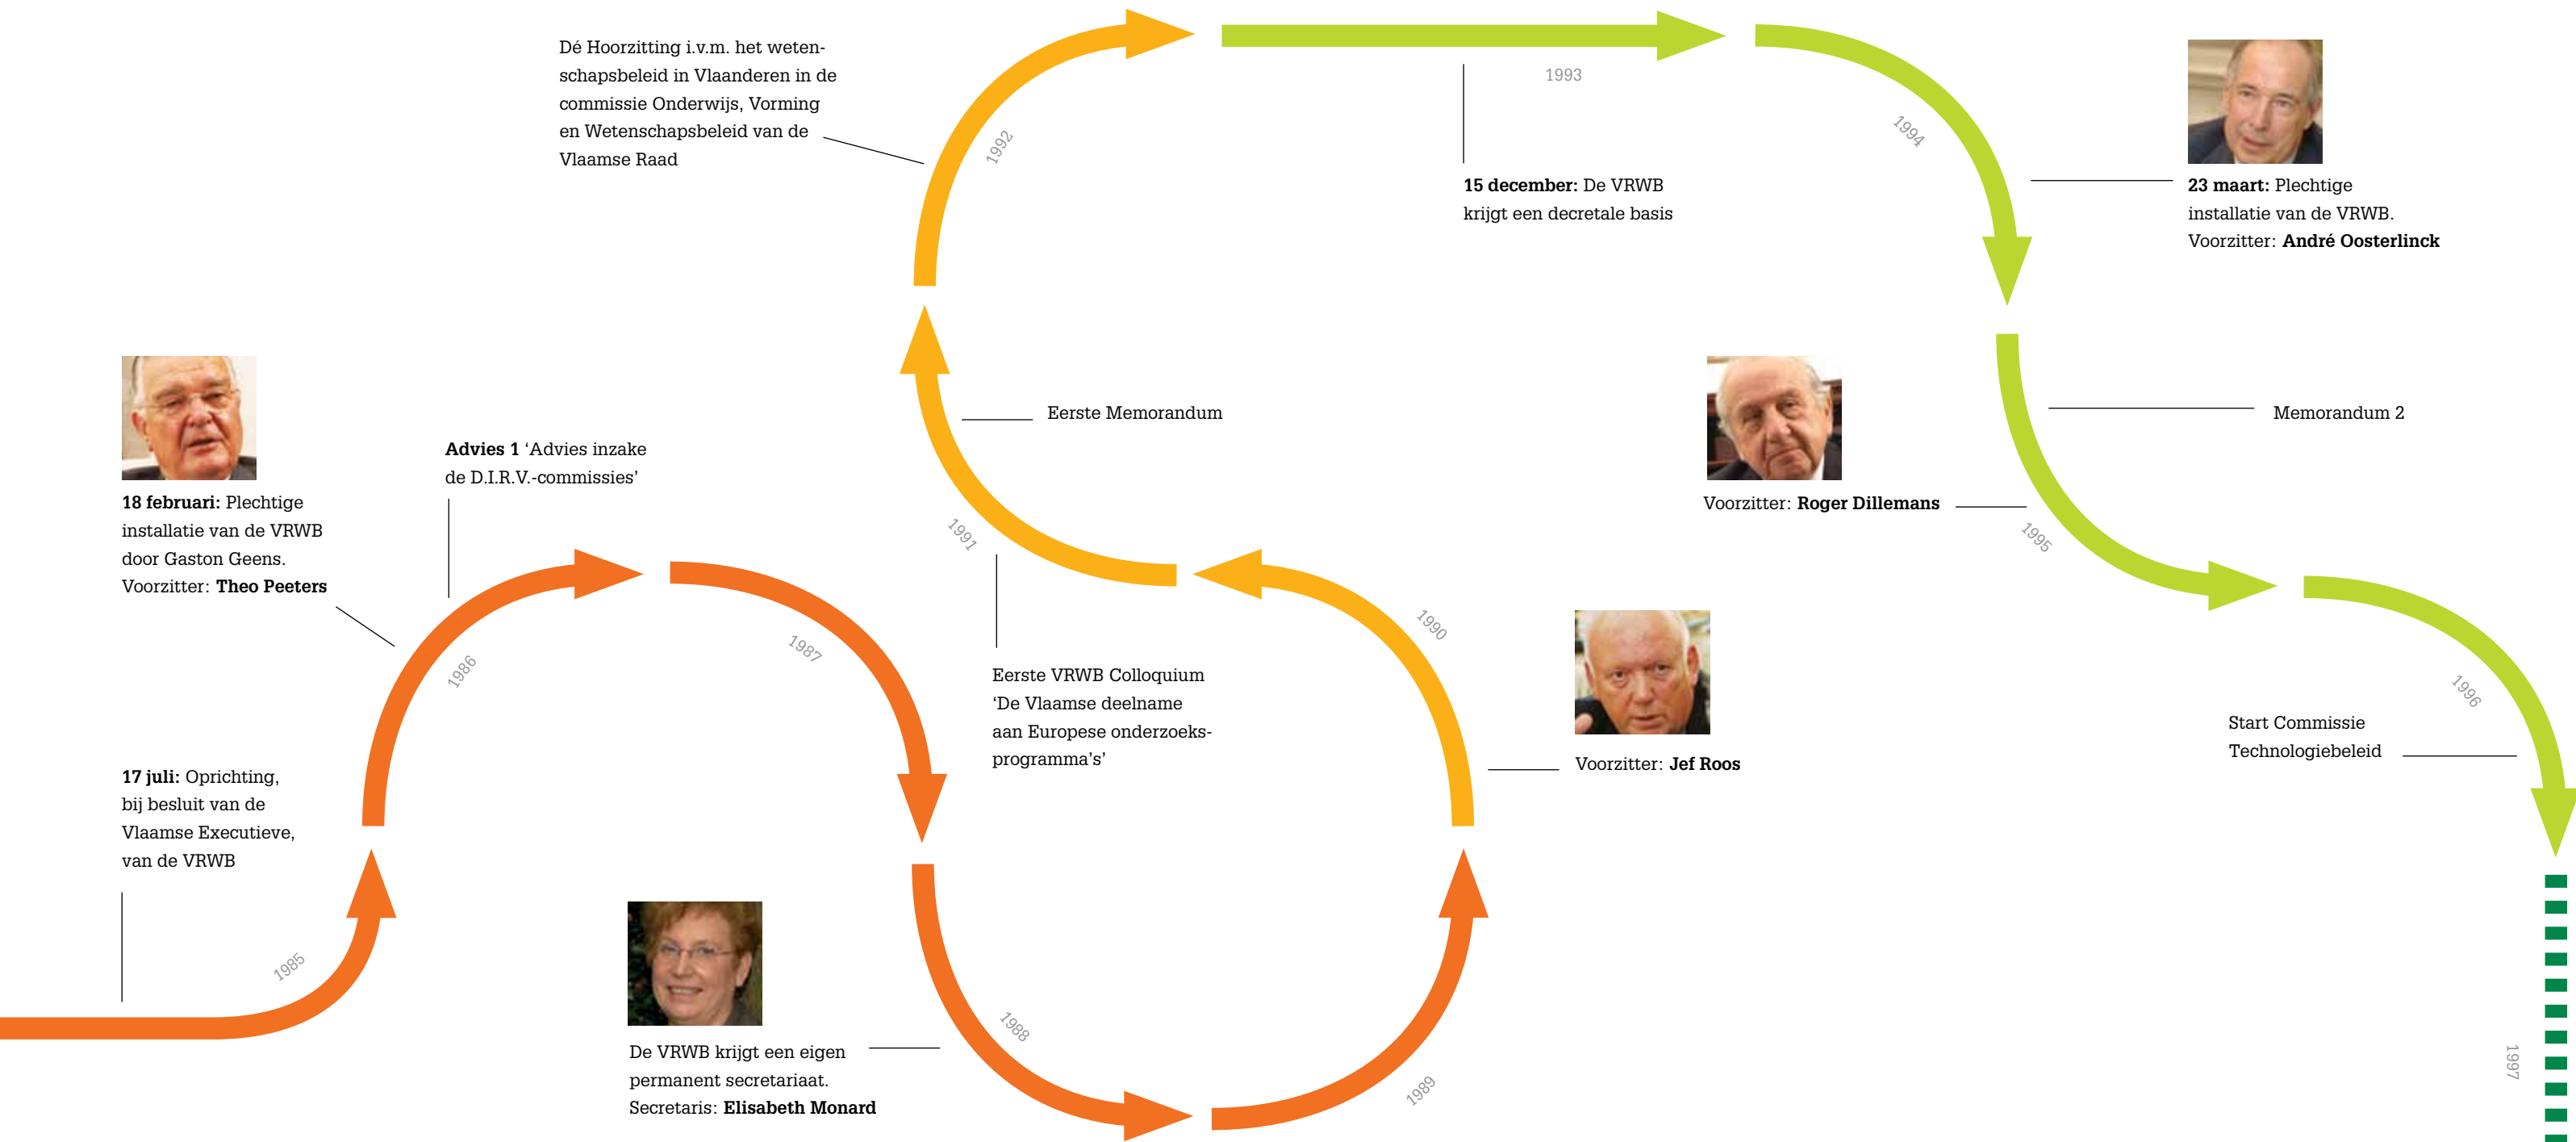 17 juli: Oprichting,
bij besluit van de
Vlaamse Executieve,
van de VRWB
1985
18 februari: Plechtige
installatie van de VRWB
door Gaston Geens.
Voorzitter: Theo Peeters
Advies 1 ‘Advies inzake
de D.I.R.V.-commissies’
1986
1987
De VRWB krijgt een eigen
permanent secretariaat.
Secretaris: Elisabeth Monard
1988
1989
Voorzitter: Jef Roos
1990
Eerste VRWB Colloquium
‘De Vlaamse deelname
aan Europese onderzoeks-
programma’s’
1991
Eerste Memorandum
Dé Hoorzitting i.v.m. het weten-
schapsbeleid in Vlaanderen in de
commissie Onderwijs, Vorming
en Wetenschapsbeleid van de
Vlaamse Raad
1992
1993
15 december: De VRWB
krijgt een decretale basis
1994
23 maart: Plechtige
installatie van de VRWB.
Voorzitter: André Oosterlinck
Memorandum 2
Voorzitter: Roger Dillemans
1995
1996
Start Commissie
Technologiebeleid
1997